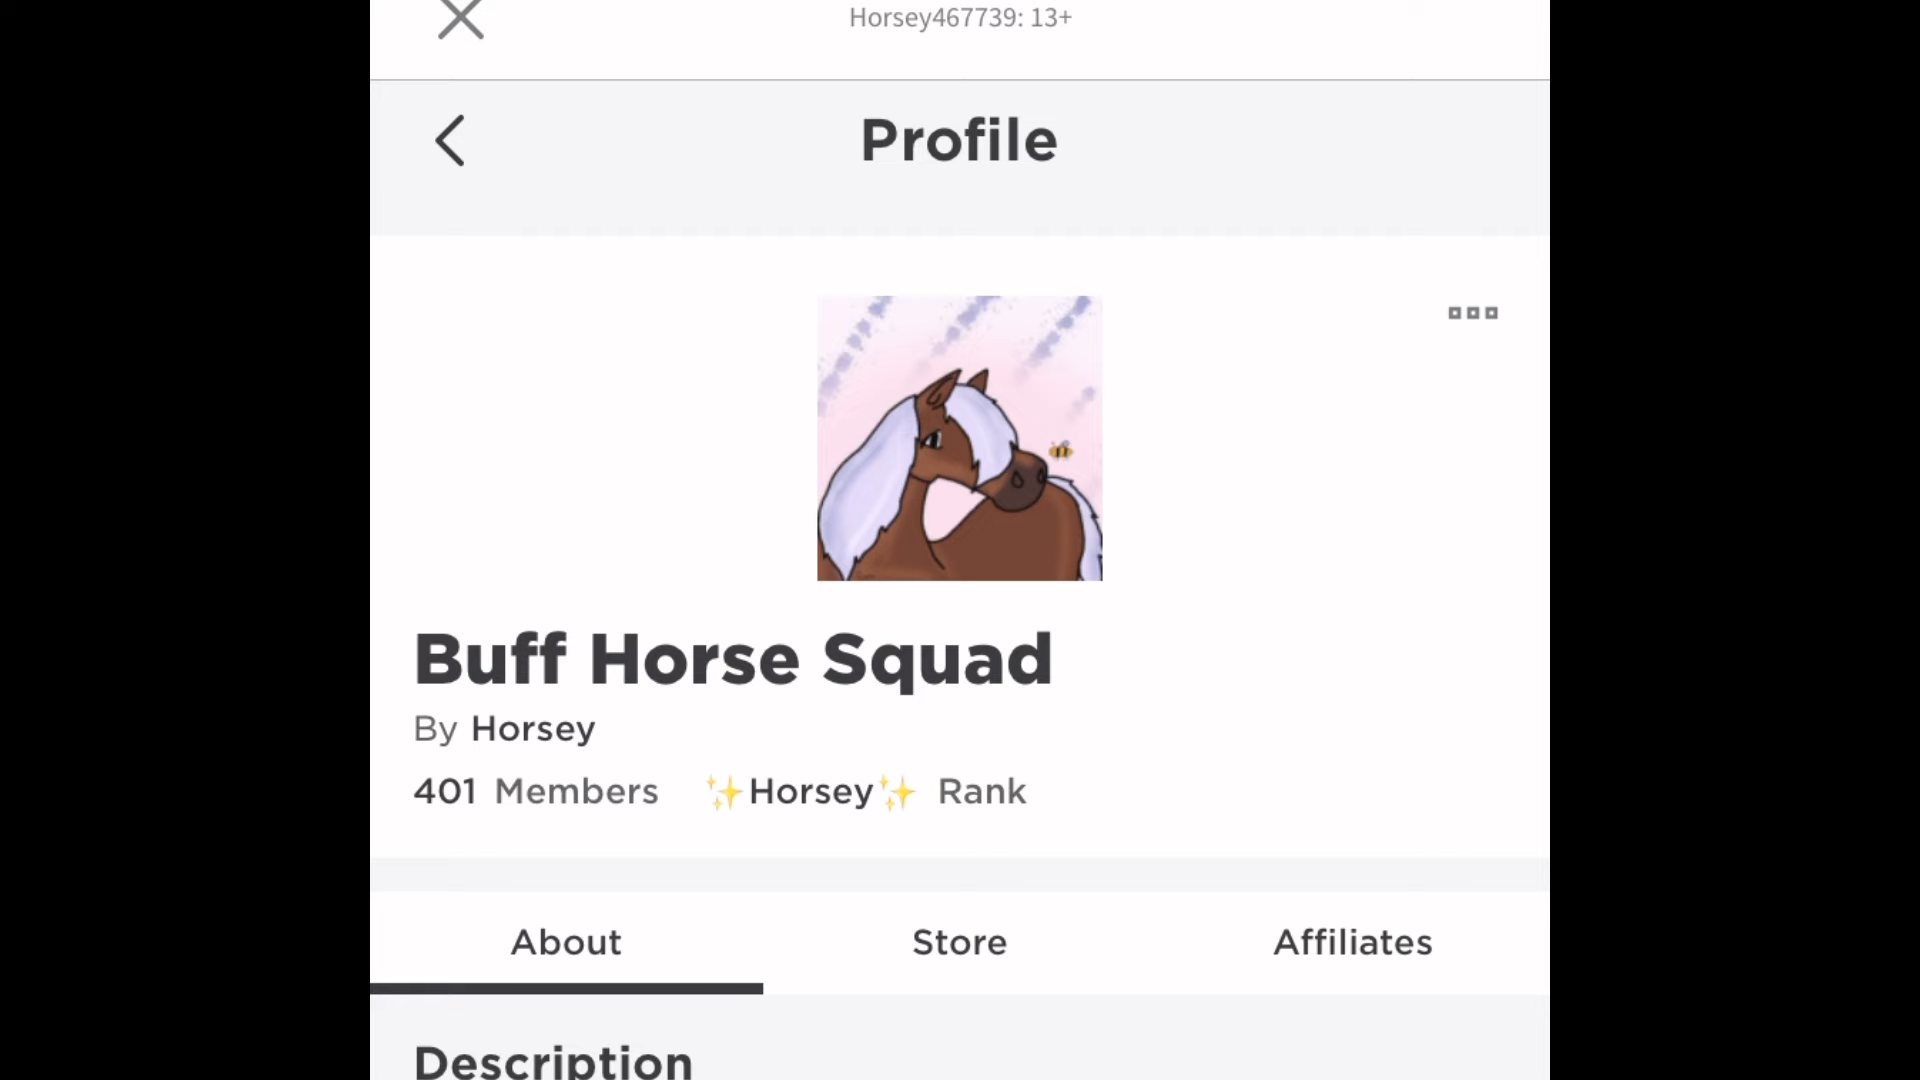 Horsey467739: 13+
Profile
Buff Horse Squad
By Horsey
401 Members ✨Horsey✨ Rank
About Store Affiliates
Description